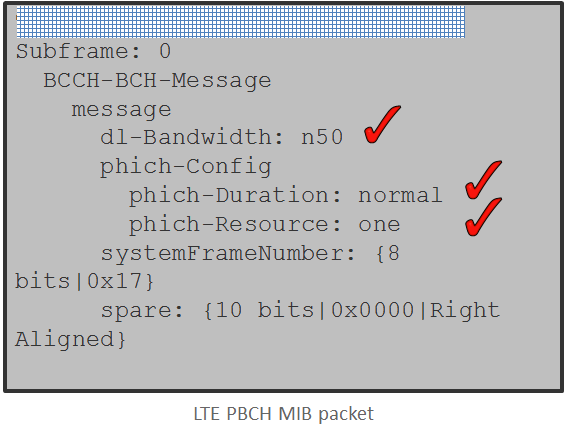 Subframe: 0
BCCH-BCH-Message
message
dl-Bandwidth: n50
phich-Config
phich-Duration: normal
phich-Resource: one
systemFrameNumber: {8
bits|0x17}
spare: {10 bits|0x0000|Right
Aligned}
LTE PBCH MIB packet